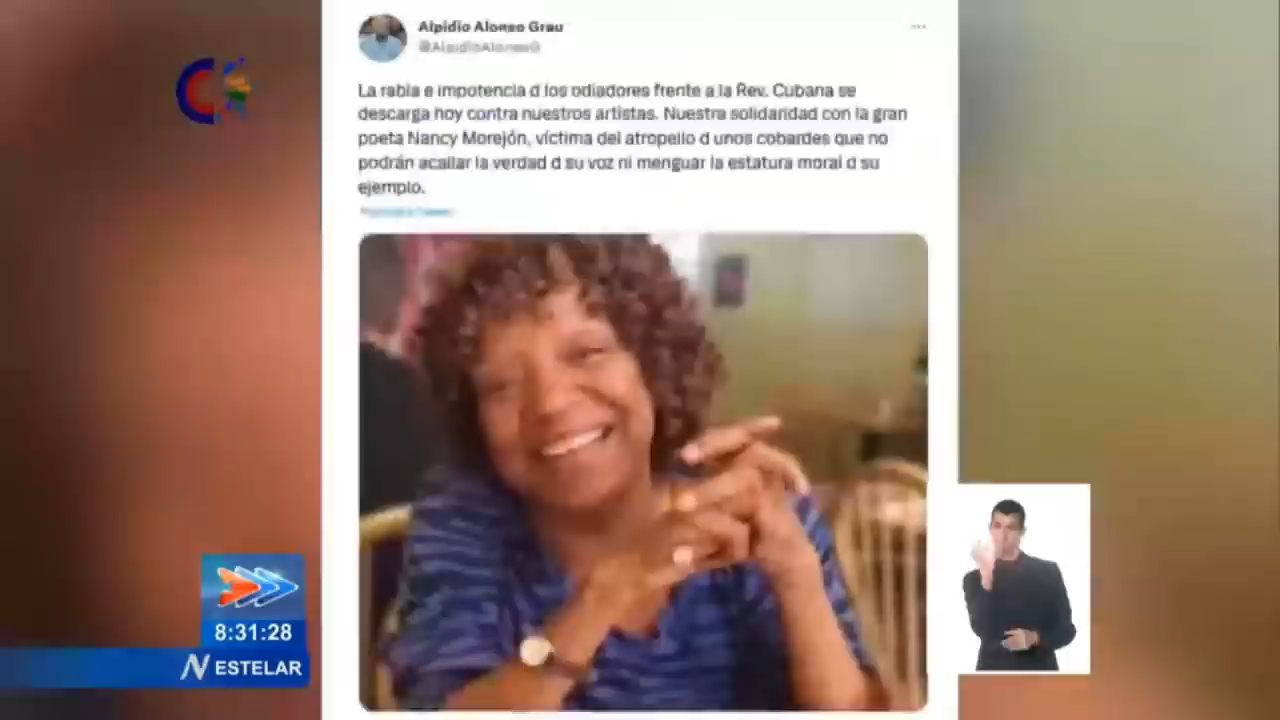 Alpidio Alonso Grau
@AlpidioAlonsoG
La rabia e impotencia d los odiadores frente a la Rev. Cubana se
descarga hoy contra nuestros artistas. Nuestra solidaridad con la gran
poeta Nancy Morejón, víctima del atropello d unos cobardes que no
podrán acallar la verdad d su voz ni menguar la estatura moral d su
ejemplo.
8:31:28
N ESTELAR